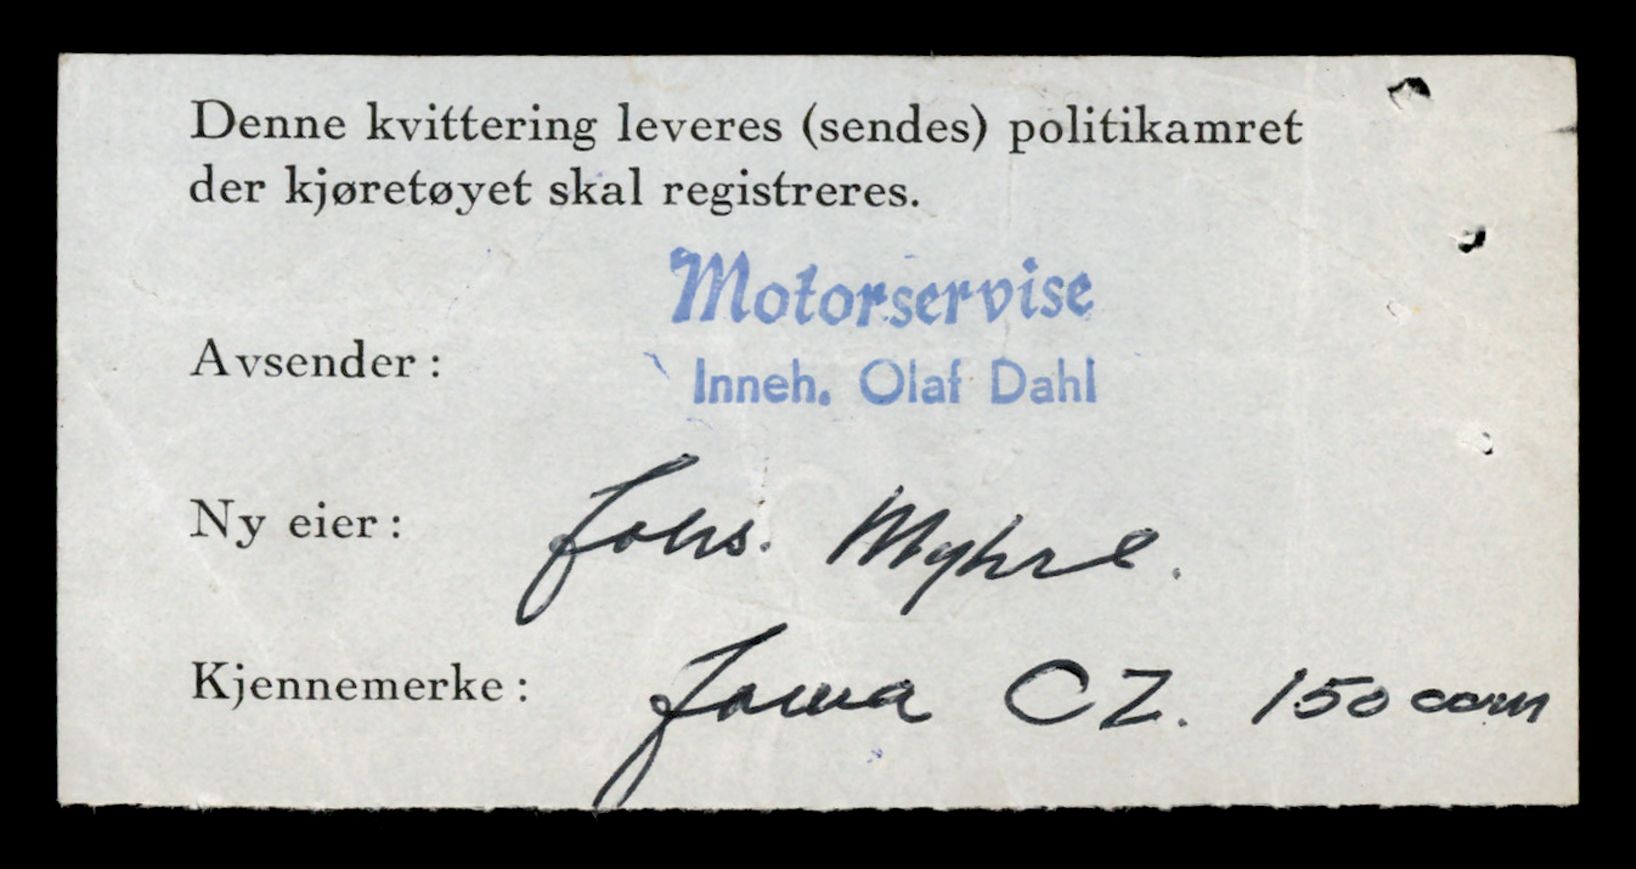 Denne kvittering leveres (sendes) politikamret
der kjøretøyet skal registreres.
Motorservise
Avsender: Inneh. Olaf Dahl
Ny eier: Johs. Myhre.
Kjennemerke: Jawa CZ. 150 ccm